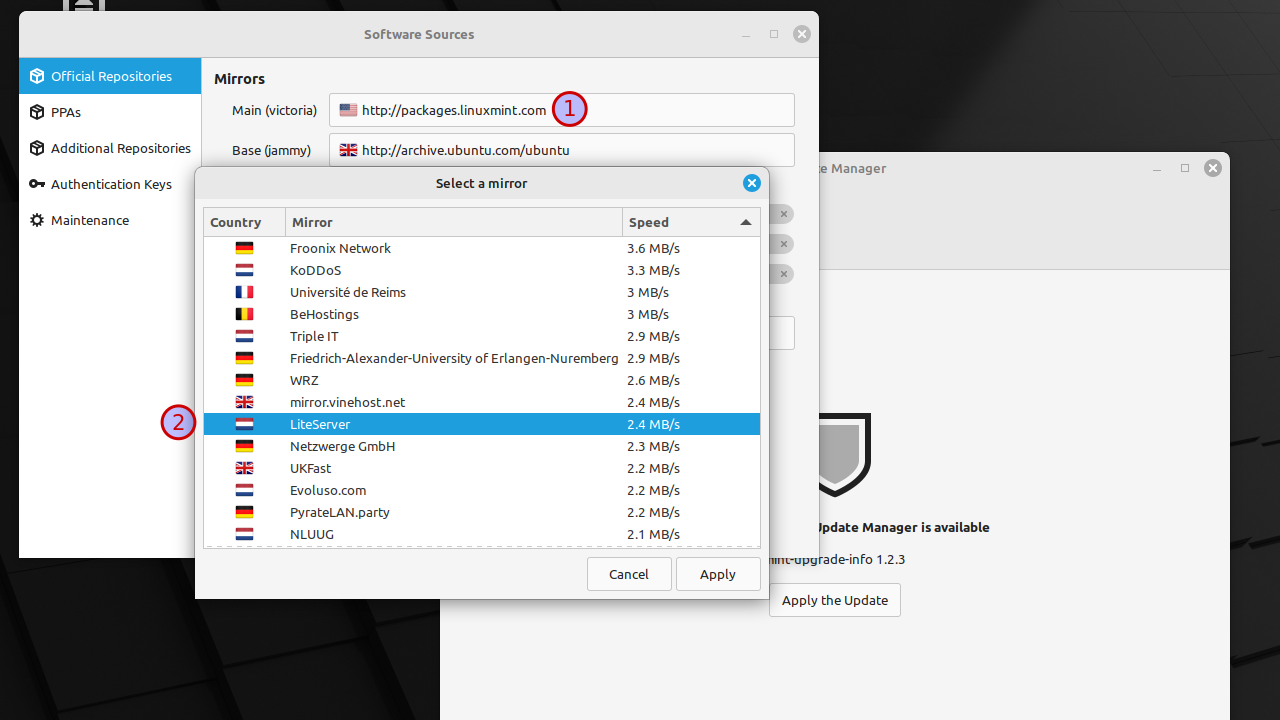 Software Sources
Official Repositories
PPAs
Additional Repositories
Authentication Keys
Maintenance
Mirrors
Main (victoria) http://packages.linuxmint.com 1
Base (jammy) http://archive.ubuntu.com/ubuntu
Manager
Select a mirror
Country Mirror Speed
Froonix Network 3.6 MB/s
KoDDoS 3.3 MB/s
Université de Reims 3 MB/s
BeHostings 3 MB/s
Triple IT 2.9 MB/s
Friedrich-Alexander-University of Erlangen-Nuremberg 2.9 MB/s
WRZ 2.6 MB/s
mirror.vinehost.net 2.4 MB/s
2 LiteServer 2.4 MB/s
Netzwerge GmbH 2.3 MB/s
UKFast 2.2 MB/s
Evoluso.com 2.2 MB/s
PyrateLAN.party 2.2 MB/s
NLUUG 2.1 MB/s
Cancel Apply
Update Manager is available
mint-upgrade-info 1.2.3
Apply the Update